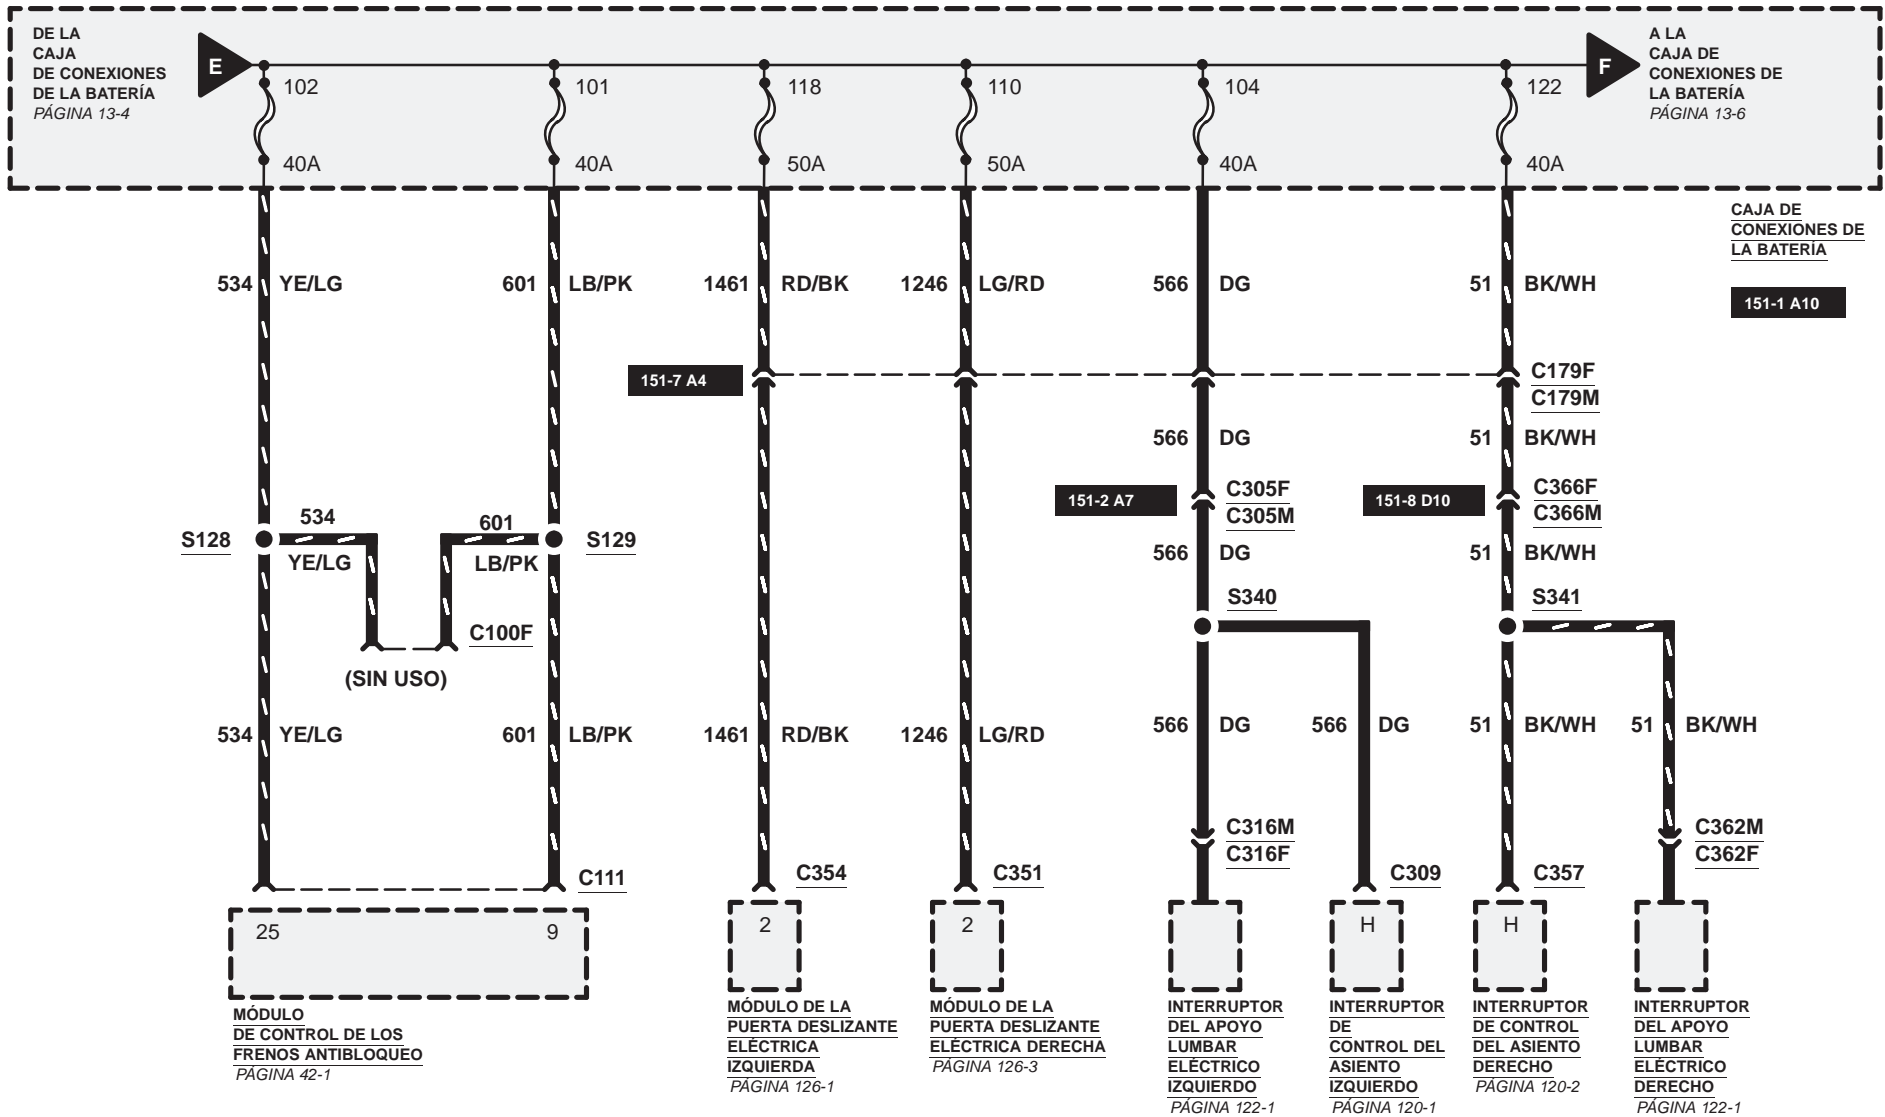 DE LA
CAJA
DE CONEXIONES
DE LA BATERÍA
PÁGINA 13-4
E
F
A LA
CAJA DE
CONEXIONES DE
LA BATERÍA
PÁGINA 13-6
102
101
118
110
104
122
40A
40A
50A
50A
40A
40A
CAJA DE
CONEXIONES DE
LA BATERÍA
151-1 A10
534 YE/LG
601 LB/PK
1461 RD/BK
1246 LG/RD
566 DG
51 BK/WH
151-7 A4
C179F
C179M
566 DG
51 BK/WH
151-2 A7
C305F
C305M
151-8 D10
C366F
C366M
S128
534
YE/LG
601
LB/PK
S129
566 DG
51 BK/WH
S340
S341
C100F
(SIN USO)
534 YE/LG
601 LB/PK
1461 RD/BK
1246 LG/RD
566 DG
566 DG
51 BK/WH
51 BK/WH
C316M
C316F
C362M
C362F
C111
C354
C351
C309
C357
25
9
2
2
H
H
MÓDULO
DE CONTROL DE LOS
FRENOS ANTIBLOQUEO
PÁGINA 42-1
MÓDULO DE LA
PUERTA DESLIZANTE
ELÉCTRICA
IZQUIERDA
PÁGINA 126-1
MÓDULO DE LA
PUERTA DESLIZANTE
ELÉCTRICA DERECHA
PÁGINA 126-3
INTERRUPTOR
DEL APOYO
LUMBAR
ELÉCTRICO
IZQUIERDO
PÁGINA 122-1
INTERRUPTOR
DE
CONTROL DEL
ASIENTO
IZQUIERDO
PÁGINA 120-1
INTERRUPTOR
DE CONTROL
DEL ASIENTO
DERECHO
PÁGINA 120-2
INTERRUPTOR
DEL APOYO
LUMBAR
ELÉCTRICO
DERECHO
PÁGINA 122-1